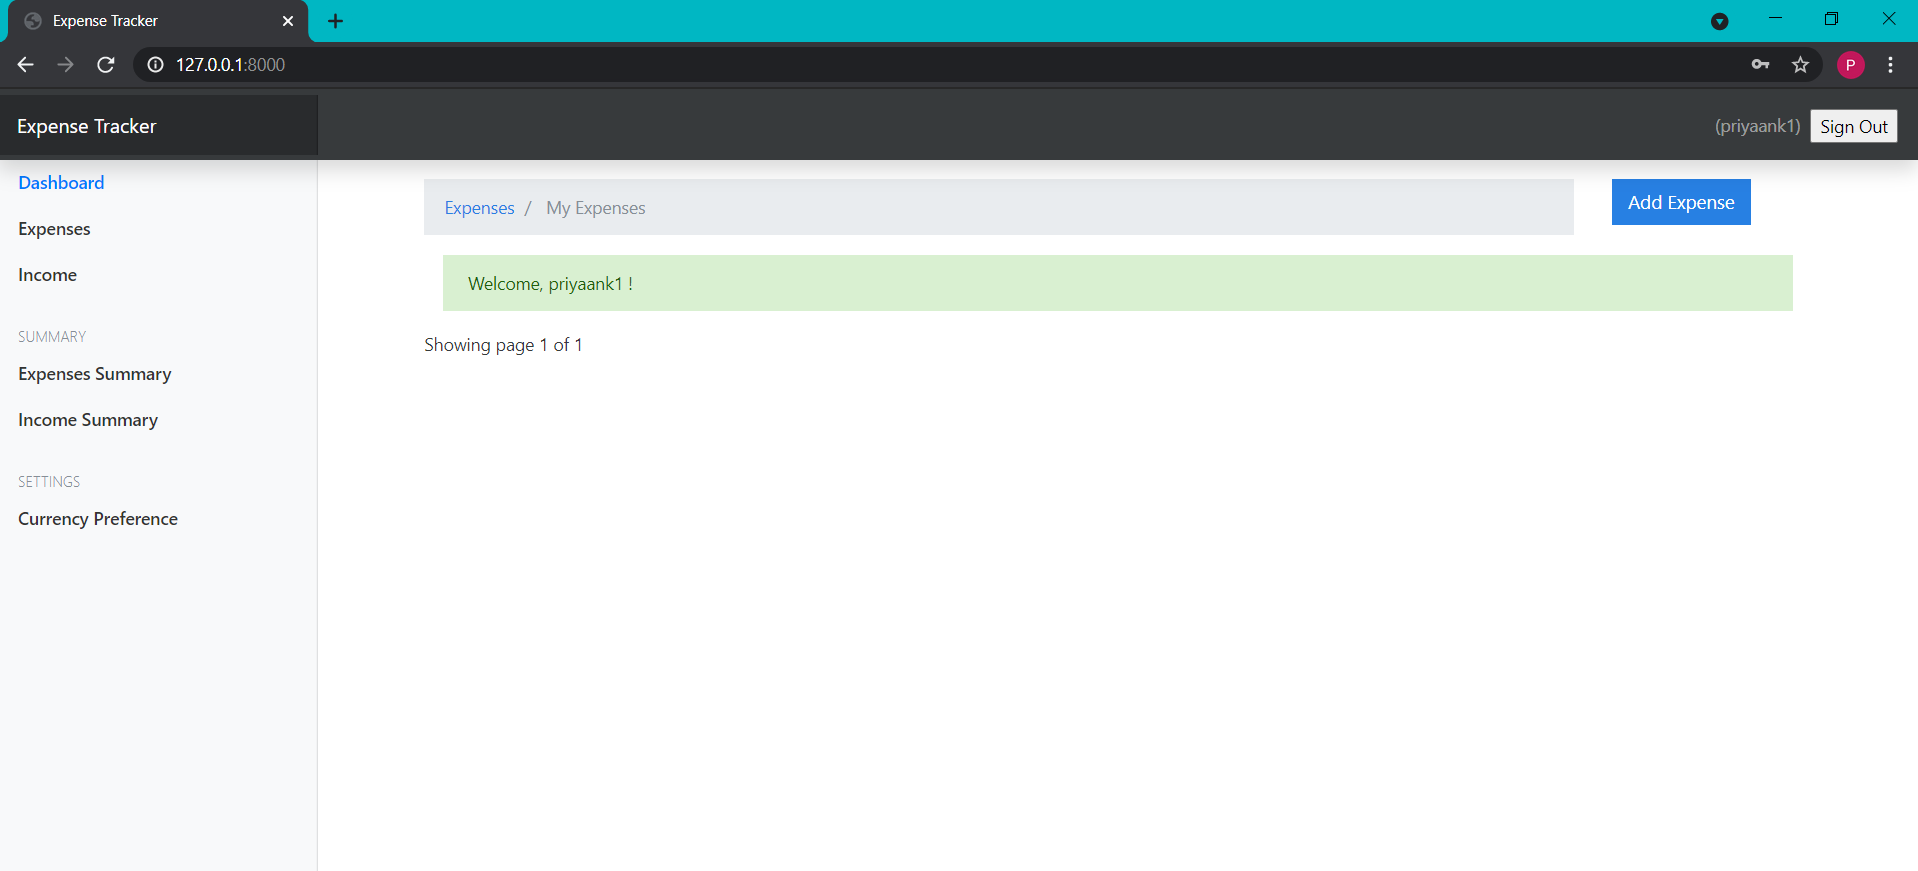 Expense Tracker
127.0.0.1:8000
P
Expense Tracker
(priyaank1) Sign Out
Dashboard
Expenses
Income
SUMMARY
Expenses Summary
Income Summary
SETTINGS
Currency Preference
Expenses / My Expenses
Add Expense
Welcome, priyaank1 !
Showing page 1 of 1